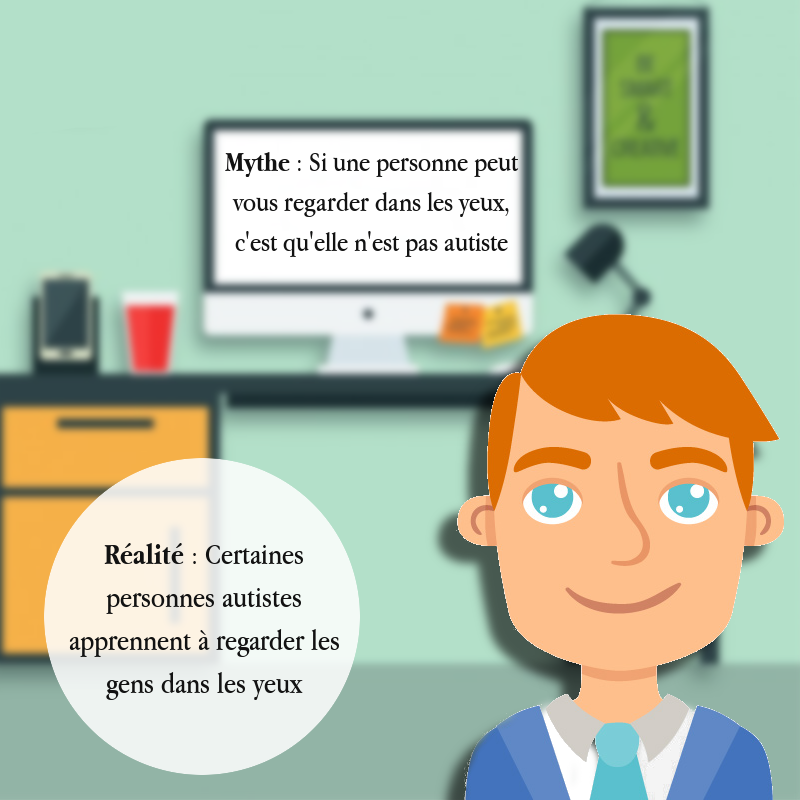 Mythe : Si une personne peut
vous regarder dans les yeux,
c'est qu'elle n'est pas autiste
Réalité : Certaines
personnes autistes
apprennent à regarder les
gens dans les yeux